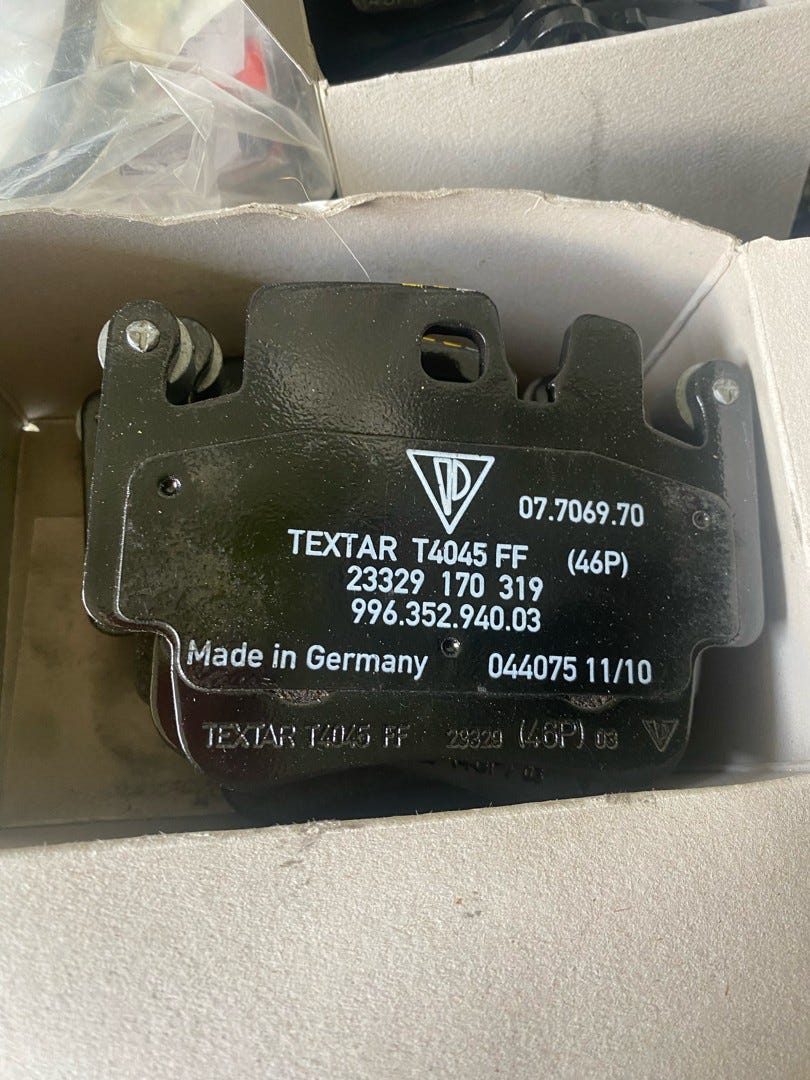 07.7069.70
TEXTAR T4045 FF (46P)
23329 170 319
996.352.940.03
Made in Germany 044075 11/10
TEXTAR T4045 FF 23329 (46P) 03